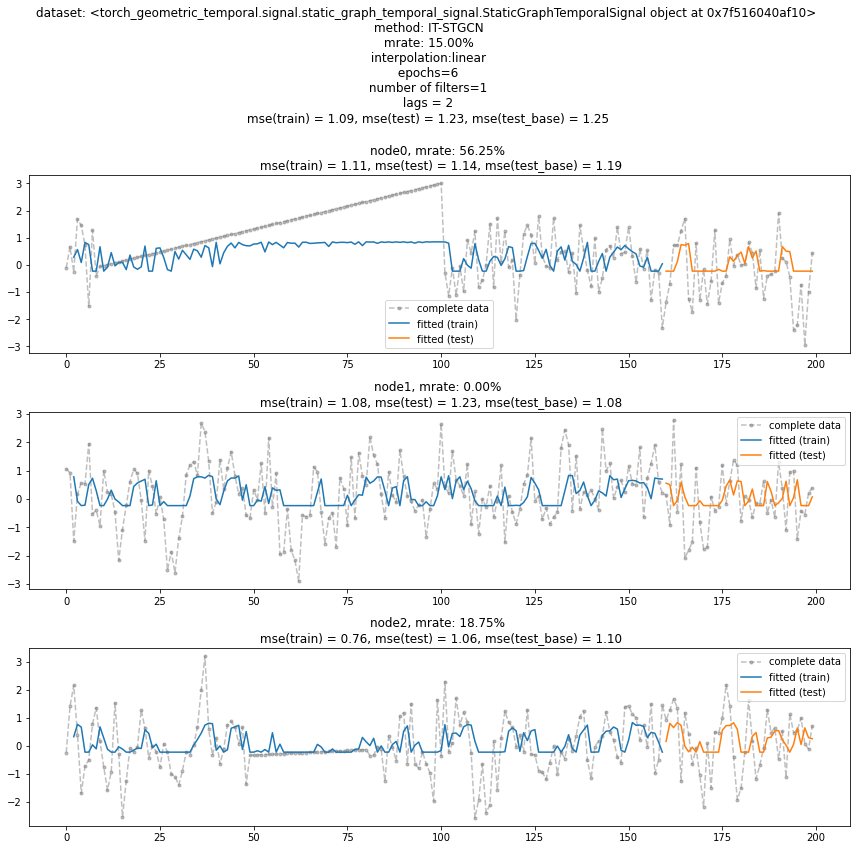 dataset: <torch_geometric_temporal.signal.static_graph_temporal_signal.StaticGraphTemporalSignal object at 0x7f516040af10>
method: IT-STGCN
mrate: 15.00%
interpolation:linear
epochs=6
number of filters=1
lags = 2
mse(train) = 1.09, mse(test) = 1.23, mse(test_base) = 1.25
node0, mrate: 56.25%
mse(train) = 1.11, mse(test) = 1.14, mse(test_base) = 1.19
3
2
1
0
−1
−2
−3
complete data
fitted (train)
fitted (test)
0 25 50 75 100 125 150 175 200
node1, mrate: 0.00%
mse(train) = 1.08, mse(test) = 1.23, mse(test_base) = 1.08
3
2
1
0
−1
−2
−3
complete data
fitted (train)
fitted (test)
0 25 50 75 100 125 150 175 200
node2, mrate: 18.75%
mse(train) = 0.76, mse(test) = 1.06, mse(test_base) = 1.10
3
2
1
0
−1
−2
complete data
fitted (train)
fitted (test)
0 25 50 75 100 125 150 175 200